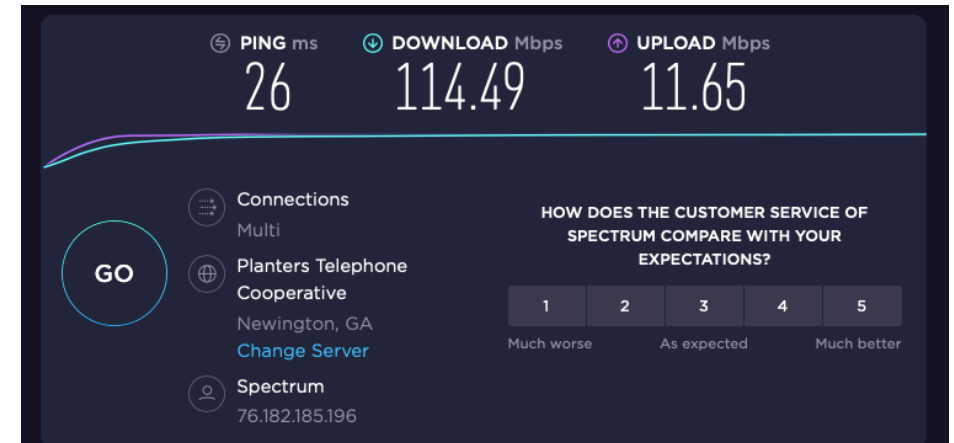 PING ms
DOWNLOAD Mbps
UPLOAD Mbps
26
114.49
11.65
GO
Connections
Multi
Planters Telephone
Cooperative
Newington, GA
Change Server
Spectrum
76.182.185.196
HOW DOES THE CUSTOMER SERVICE OF
SPECTRUM COMPARE WITH YOUR
EXPECTATIONS?
1 2 3 4 5
Much worse As expected Much better